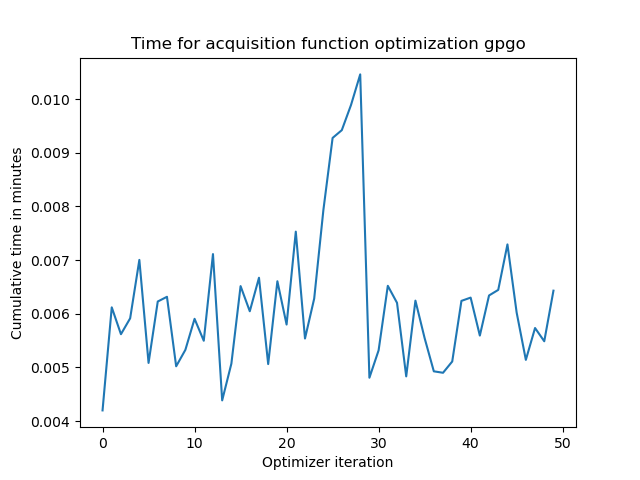 Time for acquisition function optimization gpgo
Cumulative time in minutes
0.010
0.009
0.008
0.007
0.006
0.005
0.004
0 10 20 30 40 50
Optimizer iteration